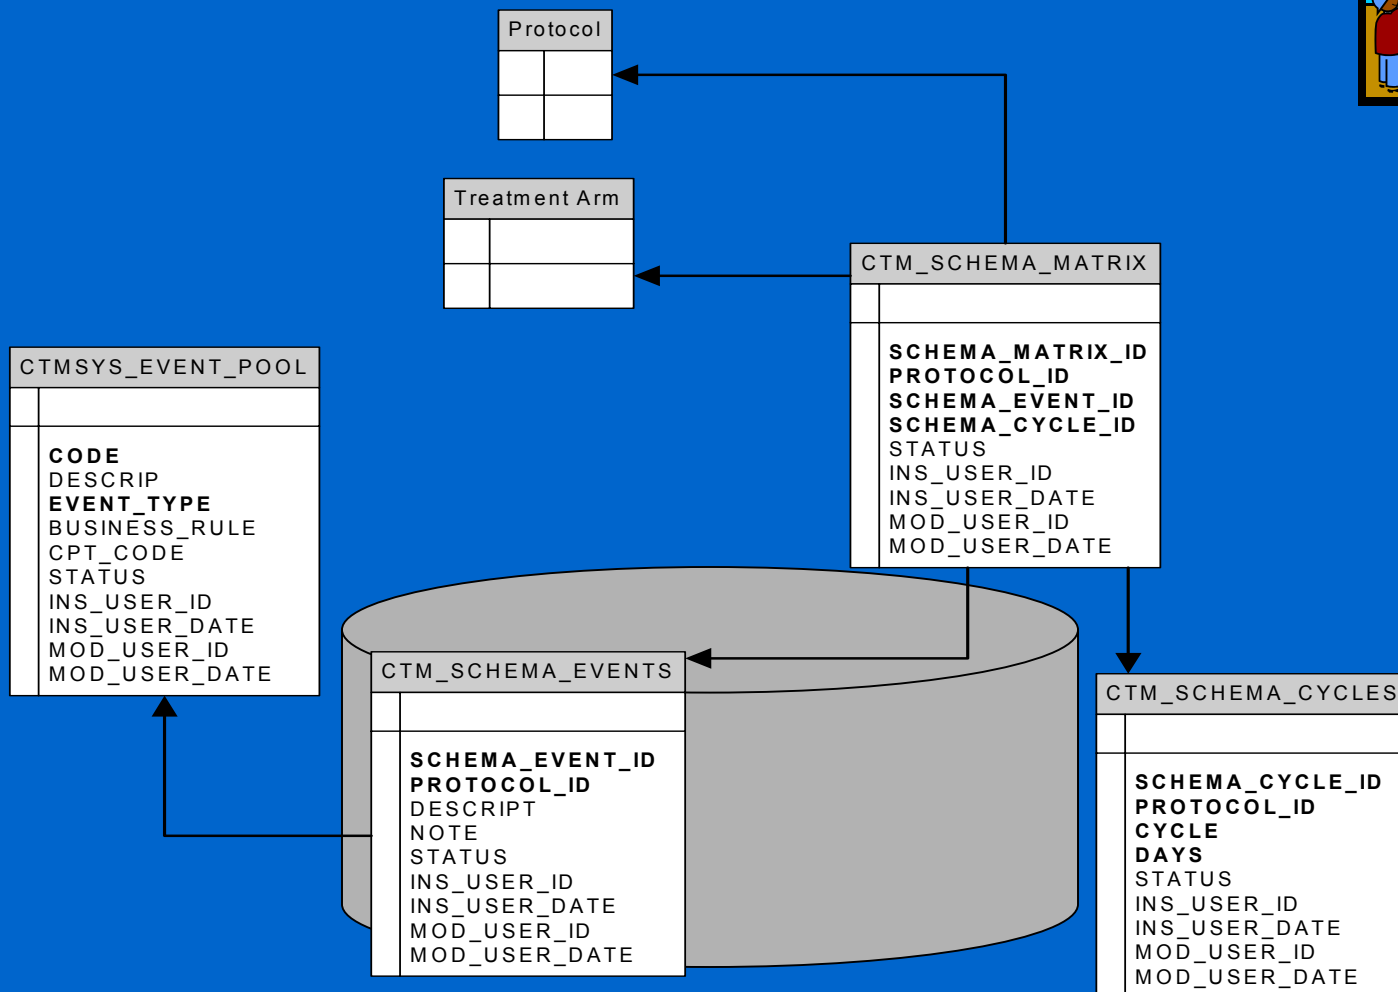 Protocol
Treatment Arm
CTM_SCHEMA_MATRIX
SCHEMA_MATRIX_ID
PROTOCOL_ID
SCHEMA_EVENT_ID
SCHEMA_CYCLE_ID
STATUS
INS_USER_ID
INS_USER_DATE
MOD_USER_ID
MOD_USER_DATE
CTMSYS_EVENT_POOL
CODE
DESCRIP
EVENT_TYPE
BUSINESS_RULE
CPT_CODE
STATUS
INS_USER_ID
INS_USER_DATE
MOD_USER_ID
MOD_USER_DATE
CTM_SCHEMA_EVENTS
SCHEMA_EVENT_ID
PROTOCOL_ID
DESCRIPT
NOTE
STATUS
INS_USER_ID
INS_USER_DATE
MOD_USER_ID
MOD_USER_DATE
CTM_SCHEMA_CYCLES
SCHEMA_CYCLE_ID
PROTOCOL_ID
CYCLE
DAYS
STATUS
INS_USER_ID
INS_USER_DATE
MOD_USER_ID
MOD_USER_DATE